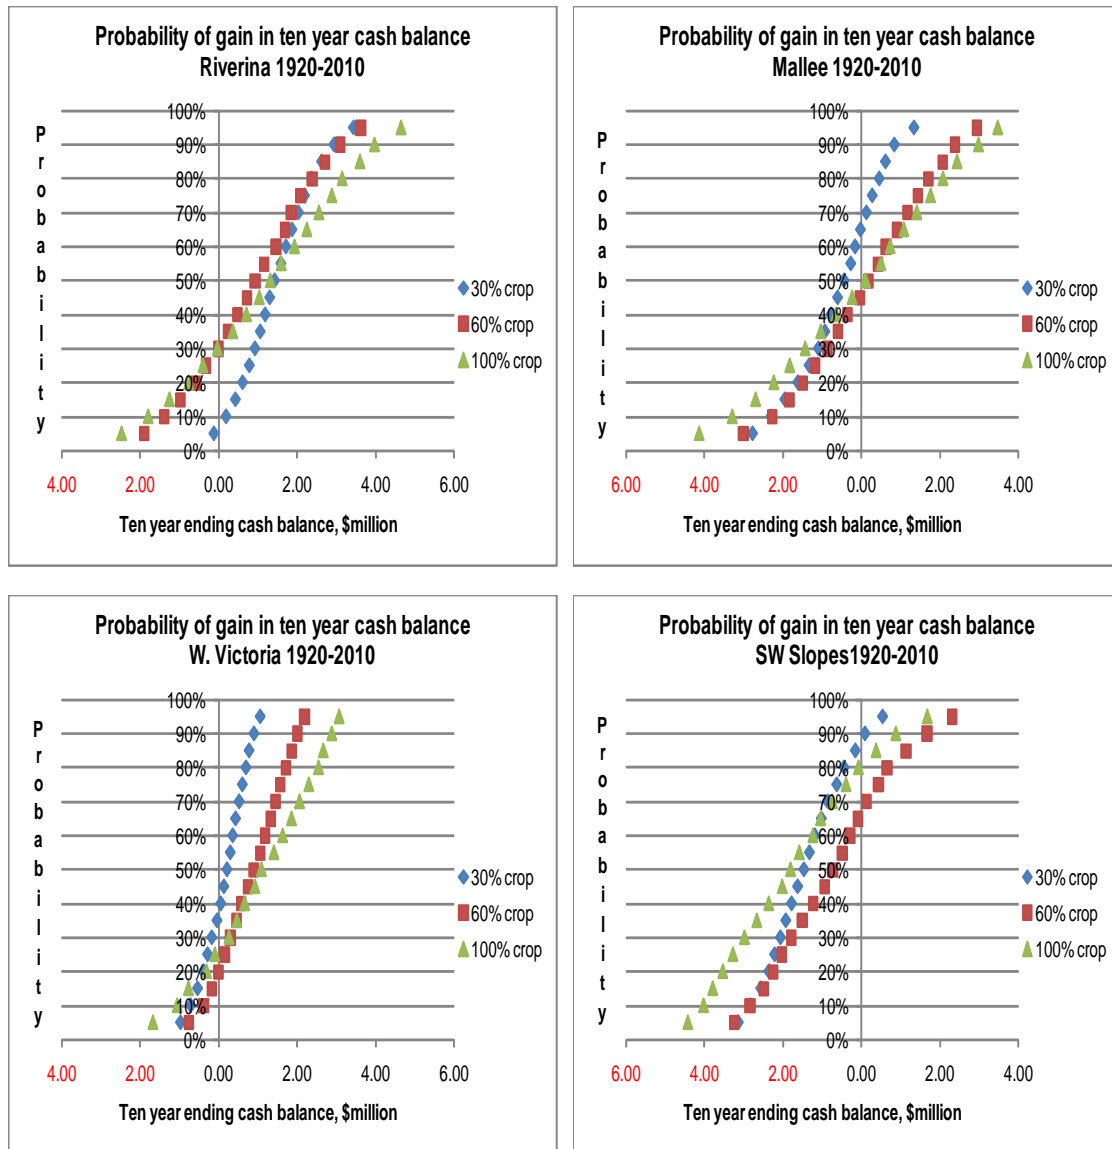 Probability of gain in ten year cash balance
Riverina 1920-2010
Probability
100%
90%
80%
70%
60%
50%
40%
30%
20%
10%
0%
4.00 2.00 0.00 2.00 4.00 6.00
Ten year ending cash balance, $million
30% crop
60% crop
100% crop
Probability of gain in ten year cash balance
Mallee 1920-2010
Probability
100%
90%
80%
70%
60%
50%
40%
30%
20%
10%
0%
6.00 4.00 2.00 0.00 2.00 4.00
Ten year ending cash balance, $million
30% crop
60% crop
100% crop
Probability of gain in ten year cash balance
W. Victoria 1920-2010
Probability
100%
90%
80%
70%
60%
50%
40%
30%
20%
10%
0%
4.00 2.00 0.00 2.00 4.00 6.00
Ten year ending cash balance, $million
30% crop
60% crop
100% crop
Probability of gain in ten year cash balance
SW Slopes1920-2010
Probability
100%
90%
80%
70%
60%
50%
40%
30%
20%
10%
0%
6.00 4.00 2.00 0.00 2.00 4.00
Ten year ending cash balance, $million
30% crop
60% crop
100% crop